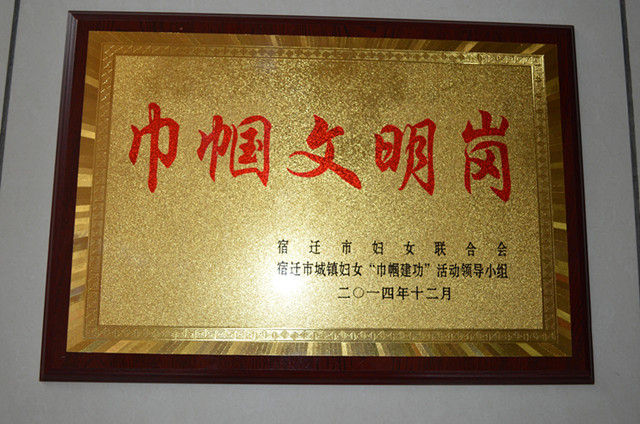 巾帼文明岗
宿迁市妇女联合会
宿迁市城镇妇女“巾帼建功”活动领导小组
二〇一四年十二月